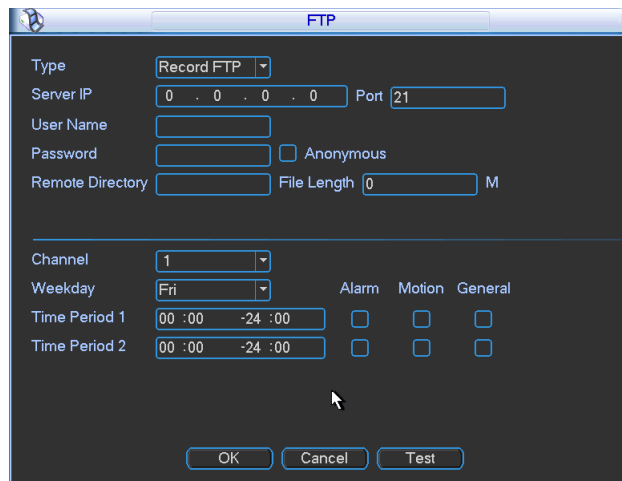 FTP
Type Record FTP
Server IP 0 . 0 . 0 . 0 Port 21
User Name
Password Anonymous
Remote Directory File Length 0 M
Channel 1
Weekday Fri Alarm Motion General
Time Period 1 00 :00 -24 :00
Time Period 2 00 :00 -24 :00
OK Cancel Test